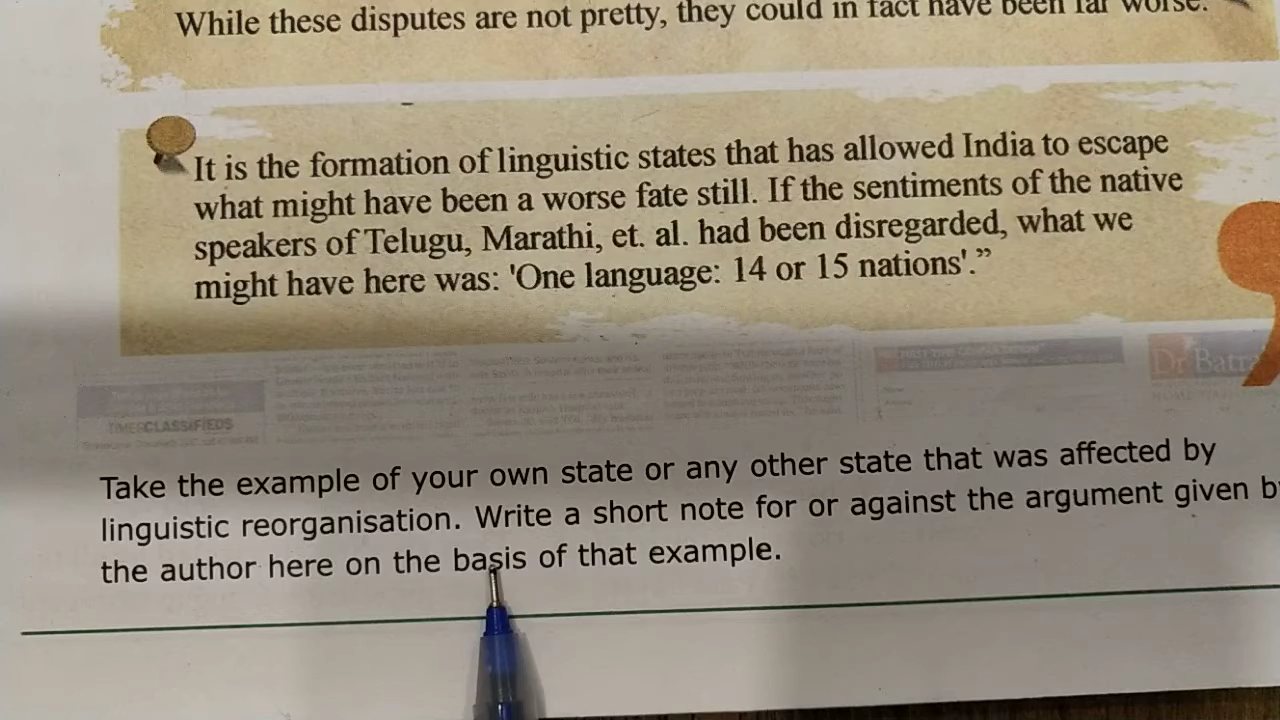 While these disputes are not pretty, they could in fact have been far worse.
It is the formation of linguistic states that has allowed India to escape
what might have been a worse fate still. If the sentiments of the native
speakers of Telugu, Marathi, et. al. had been disregarded, what we
might have here was: 'One language: 14 or 15 nations'.”
TIMESCLASSIFIEDS
Dr Batra
Take the example of your own state or any other state that was affected by
linguistic reorganisation. Write a short note for or against the argument given b
the author here on the basis of that example.